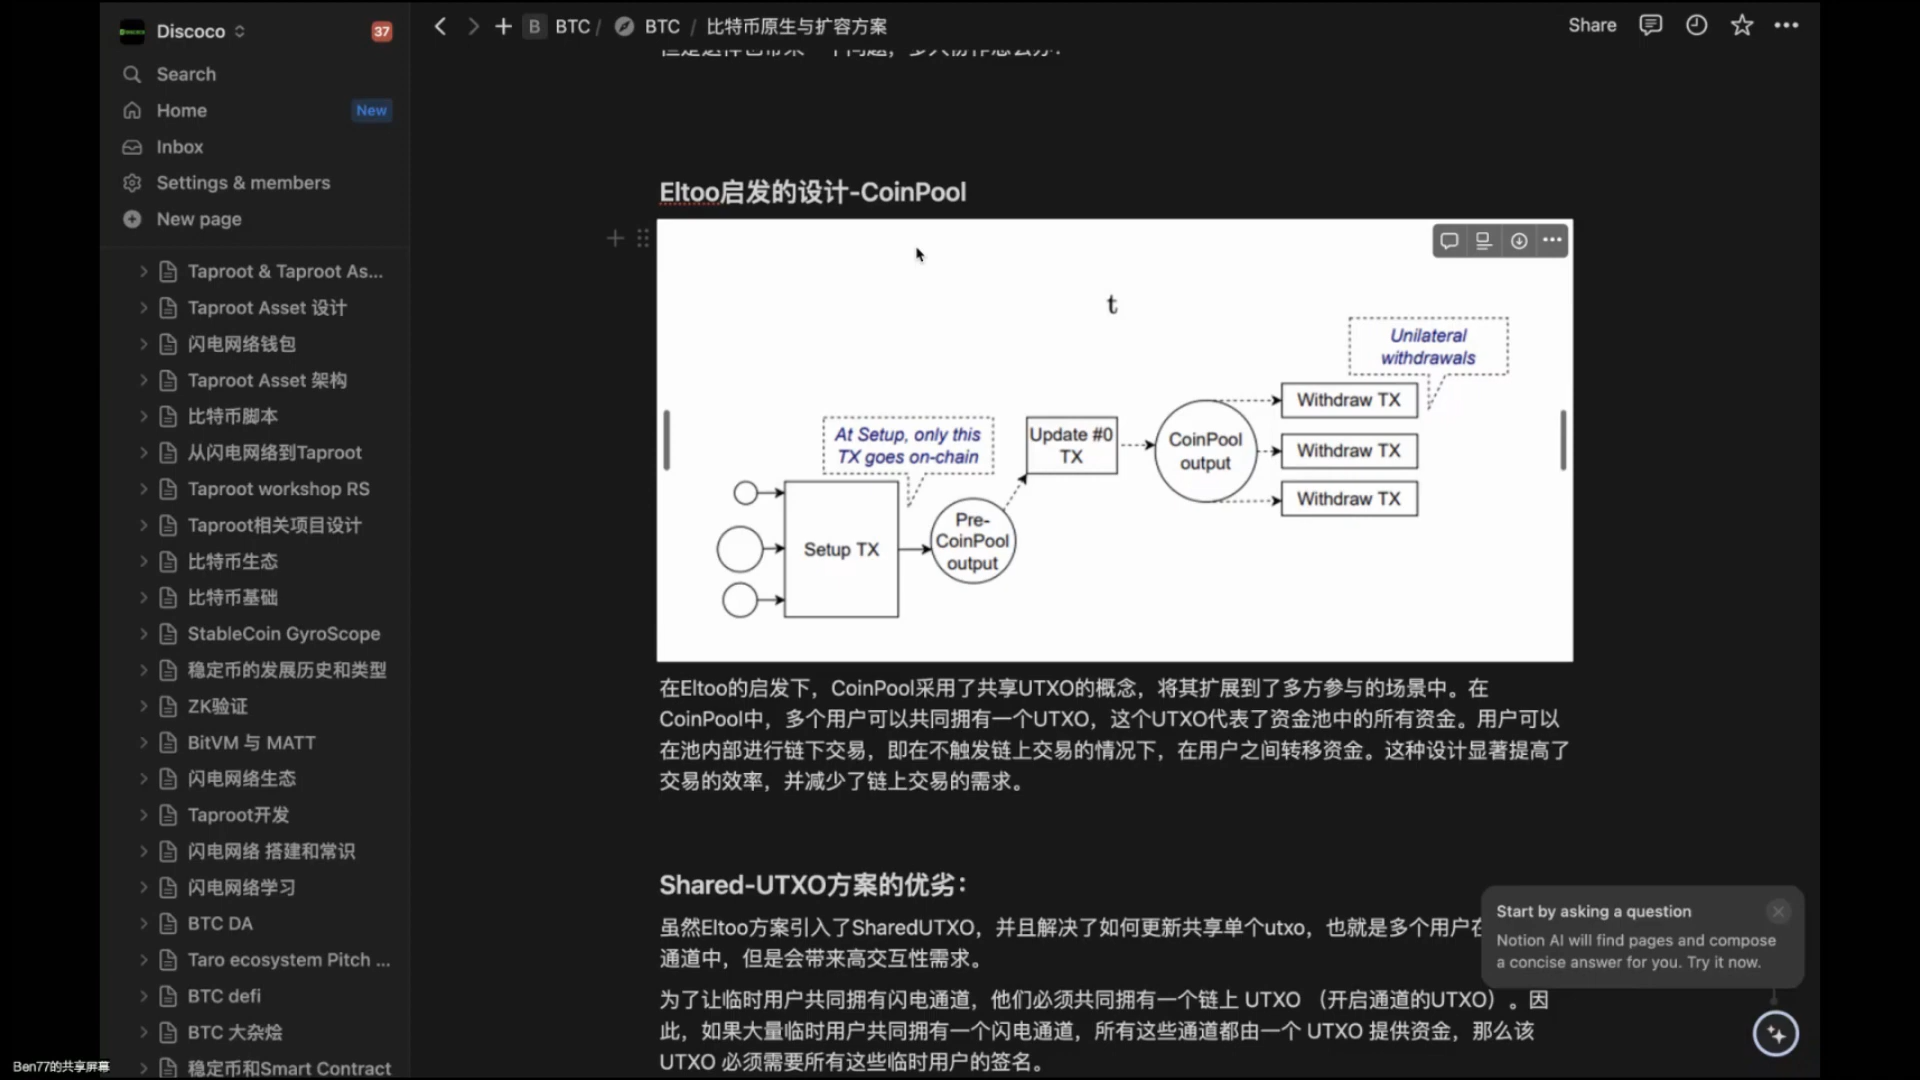 Discoco
37
Search
Home
New
Inbox
Settings & members
New page
Taproot & Taproot As...
Taproot Asset 设计
闪电网络钱包
Taproot Asset 架构
比特币脚本
从闪电网络到Taproot
Taproot workshop RS
Taproot相关项目设计
比特币生态
比特币基础
StableCoin GyroScope
稳定币的发展历史和类型
ZK验证
BitVM 与 MATT
闪电网络生态
Taproot开发
闪电网络 搭建和常识
闪电网络学习
BTC DA
Taro ecosystem Pitch ...
BTC defi
BTC 大杂烩
稳定币和Smart Contract
Ben77的共享屏幕
B BTC / BTC / 比特币原生与扩容方案
Share
Eltoo启发的设计-CoinPool
t
Unilateral
withdrawals
At Setup, only this
TX goes on-chain
Update #0
TX
CoinPool
output
Withdraw TX
Withdraw TX
Withdraw TX
Setup TX
Pre-
CoinPool
output
在Eltoo的启发下，CoinPool采用了共享UTXO的概念，将其扩展到了多方参与的场景中。在
CoinPool中，多个用户可以共同拥有一个UTXO，这个UTXO代表了资金池中的所有资金。用户可以
在池内部进行链下交易，即在不触发链上交易的情况下，在用户之间转移资金。这种设计显著提高了
交易的效率，并减少了链上交易的需求。
Shared-UTXO方案的优劣：
虽然Eltoo方案引入了SharedUTXO，并且解决了如何更新共享单个utxo，也就是多个用户在
通道中，但是会带来高交互性需求。
为了让临时用户共同拥有闪电通道，他们必须共同拥有一个链上 UTXO （开启通道的UTXO）。因
此，如果大量临时用户共同拥有一个闪电通道，所有这些通道都由一个 UTXO 提供资金，那么该
UTXO 必须需要所有这些临时用户的签名。
Start by asking a question
Notion AI will find pages and compose
a concise answer for you. Try it now.